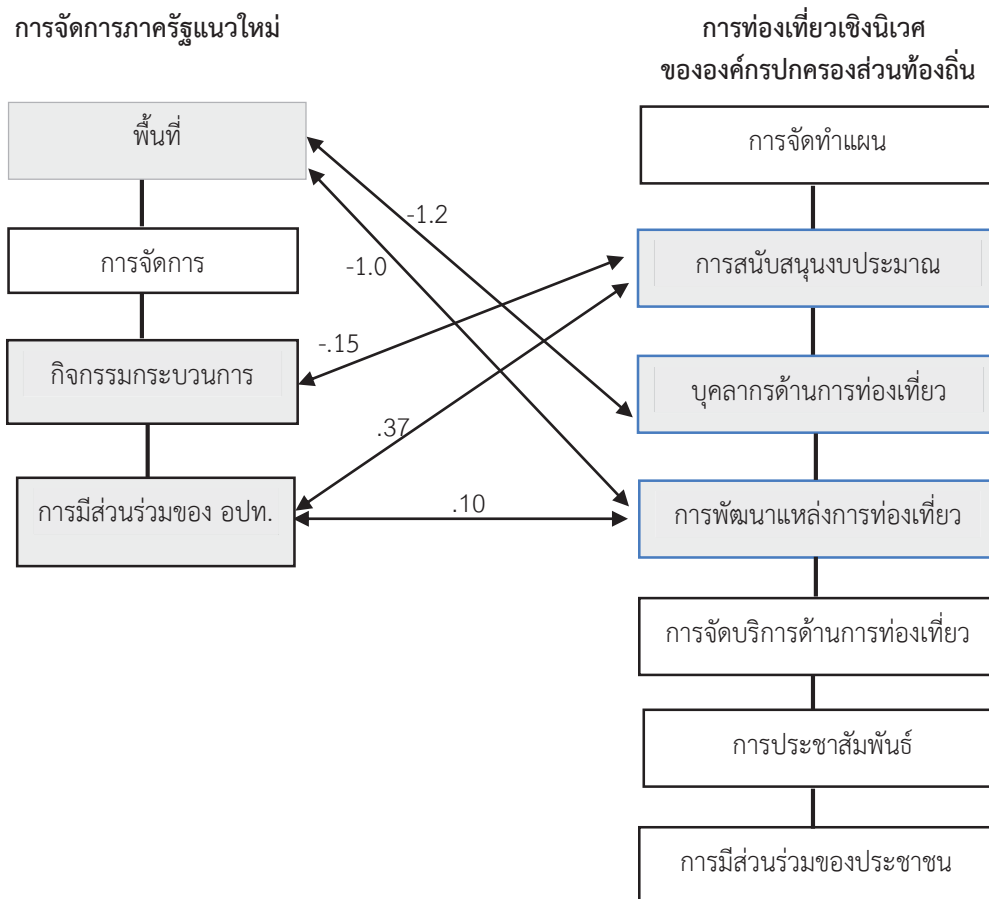 การจัดการภาครัฐแนวใหม่
การท่องเที่ยวเชิงนิเวศ
ขององค์กรปกครองส่วนท้องถิ่น
พื้นที่
การจัดการ
กิจกรรมกระบวนการ
การมีส่วนร่วมของ อปท.
-1.2
-1.0
-.15
.37
.10
การจัดทำแผน
การสนับสนุนงบประมาณ
บุคลากรด้านการท่องเที่ยว
การพัฒนาแหล่งการท่องเที่ยว
การจัดบริการด้านการท่องเที่ยว
การประชาสัมพันธ์
การมีส่วนร่วมของประชาชน